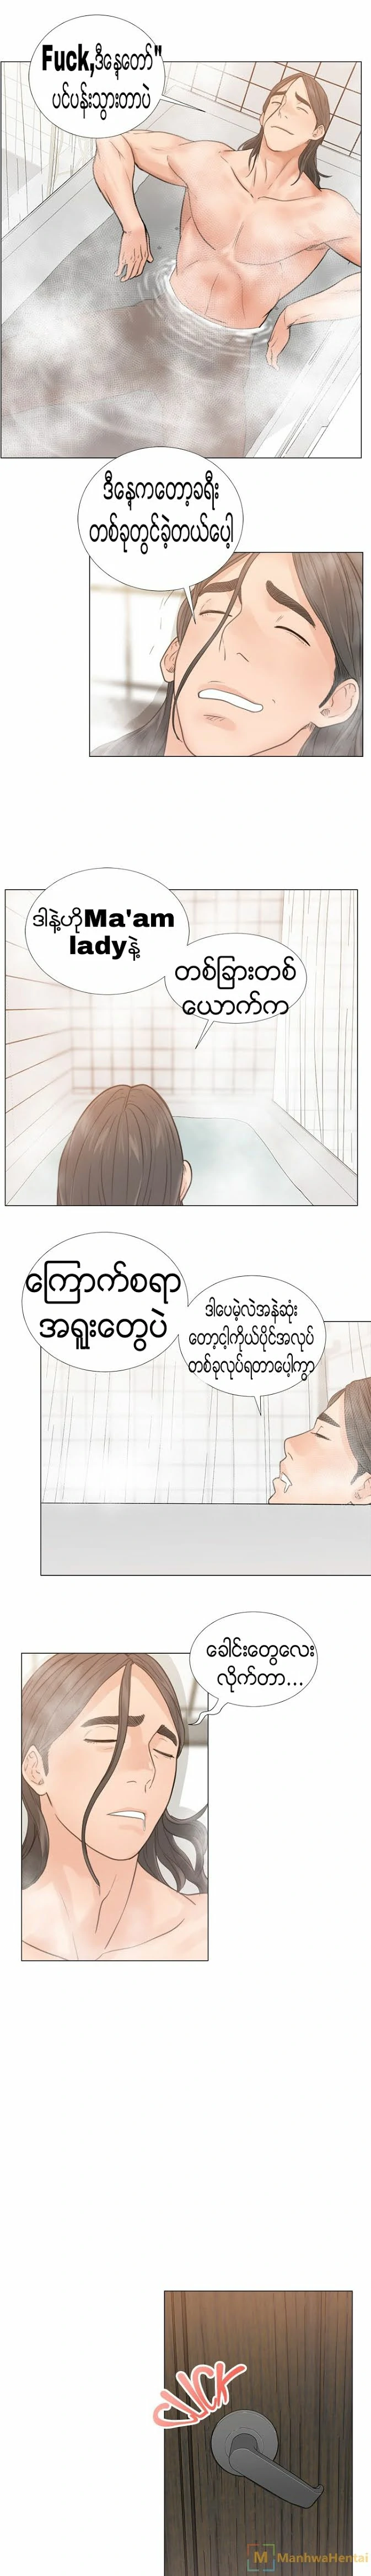 Fuck,ဒီနေ့တော်"
ပင်ပန်းသွားတာပဲ
ဒီနေ့ကတော့ခရီး
တစ်ခုတွင်ခဲ့တယ်ပေါ့
ဒါနဲ့ဟိုMa'am
ladyနဲ့
တစ်ခြားတစ်
ယောက်က
ကြောက်စရာ
အရူးတွေပဲ
ဒါပေမဲ့လဲအနဲဆုံး
တော့ငါ့ကိုယ်ပိုင်အလုပ်
တစ်ခုလုပ်ရတာပေါ့ကွာ
ခေါင်းတွေလေး
လိုက်တာ...
CLICK
M ManhwaHentai